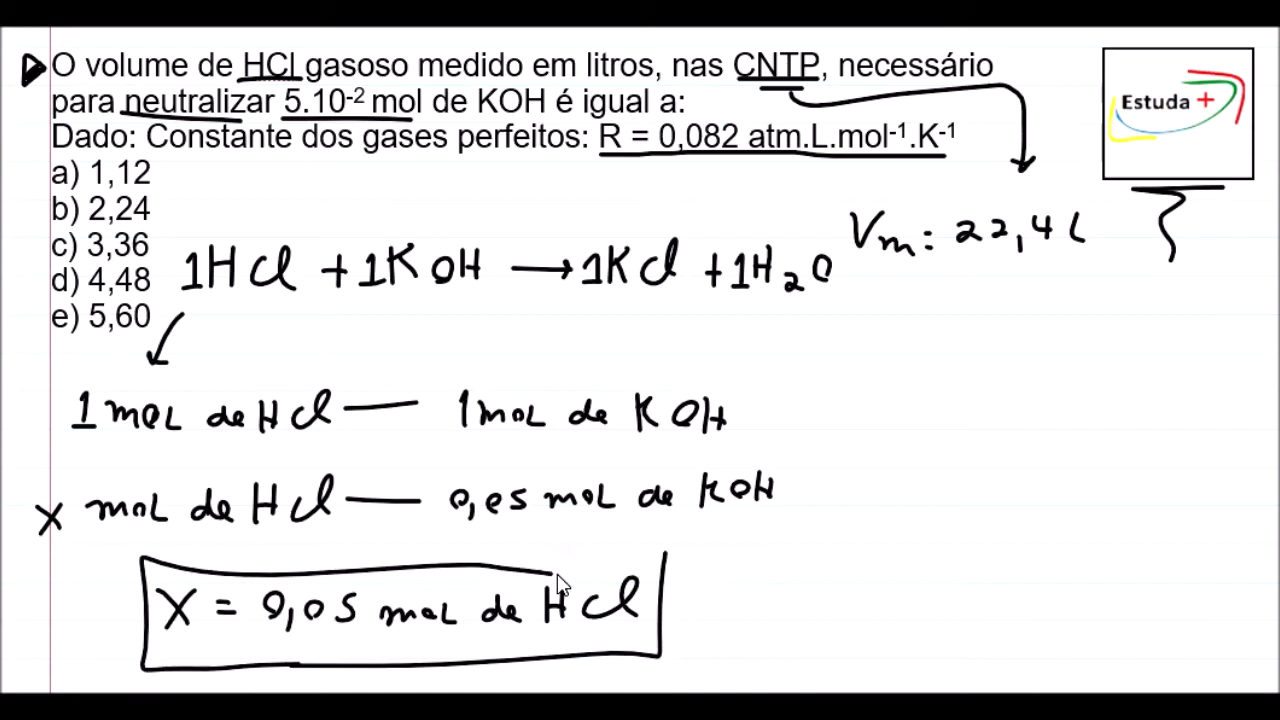 O volume de HCl gasoso medido em litros, nas CNTP, necessário
para neutralizar 5.10⁻² mol de KOH é igual a:
Dado: Constante dos gases perfeitos: R = 0,082 atm.L.mol⁻¹.K⁻¹
a) 1,12
b) 2,24
c) 3,36
d) 4,48
e) 5,60
Estuda +
Vm: 22,4 L
1HCl + 1KOH → 1KCl + 1H₂O
1 mol de HCl — 1 mol de KOH
X mol de HCl — 0,05 mol de KOH
X = 0,05 mol de HCl